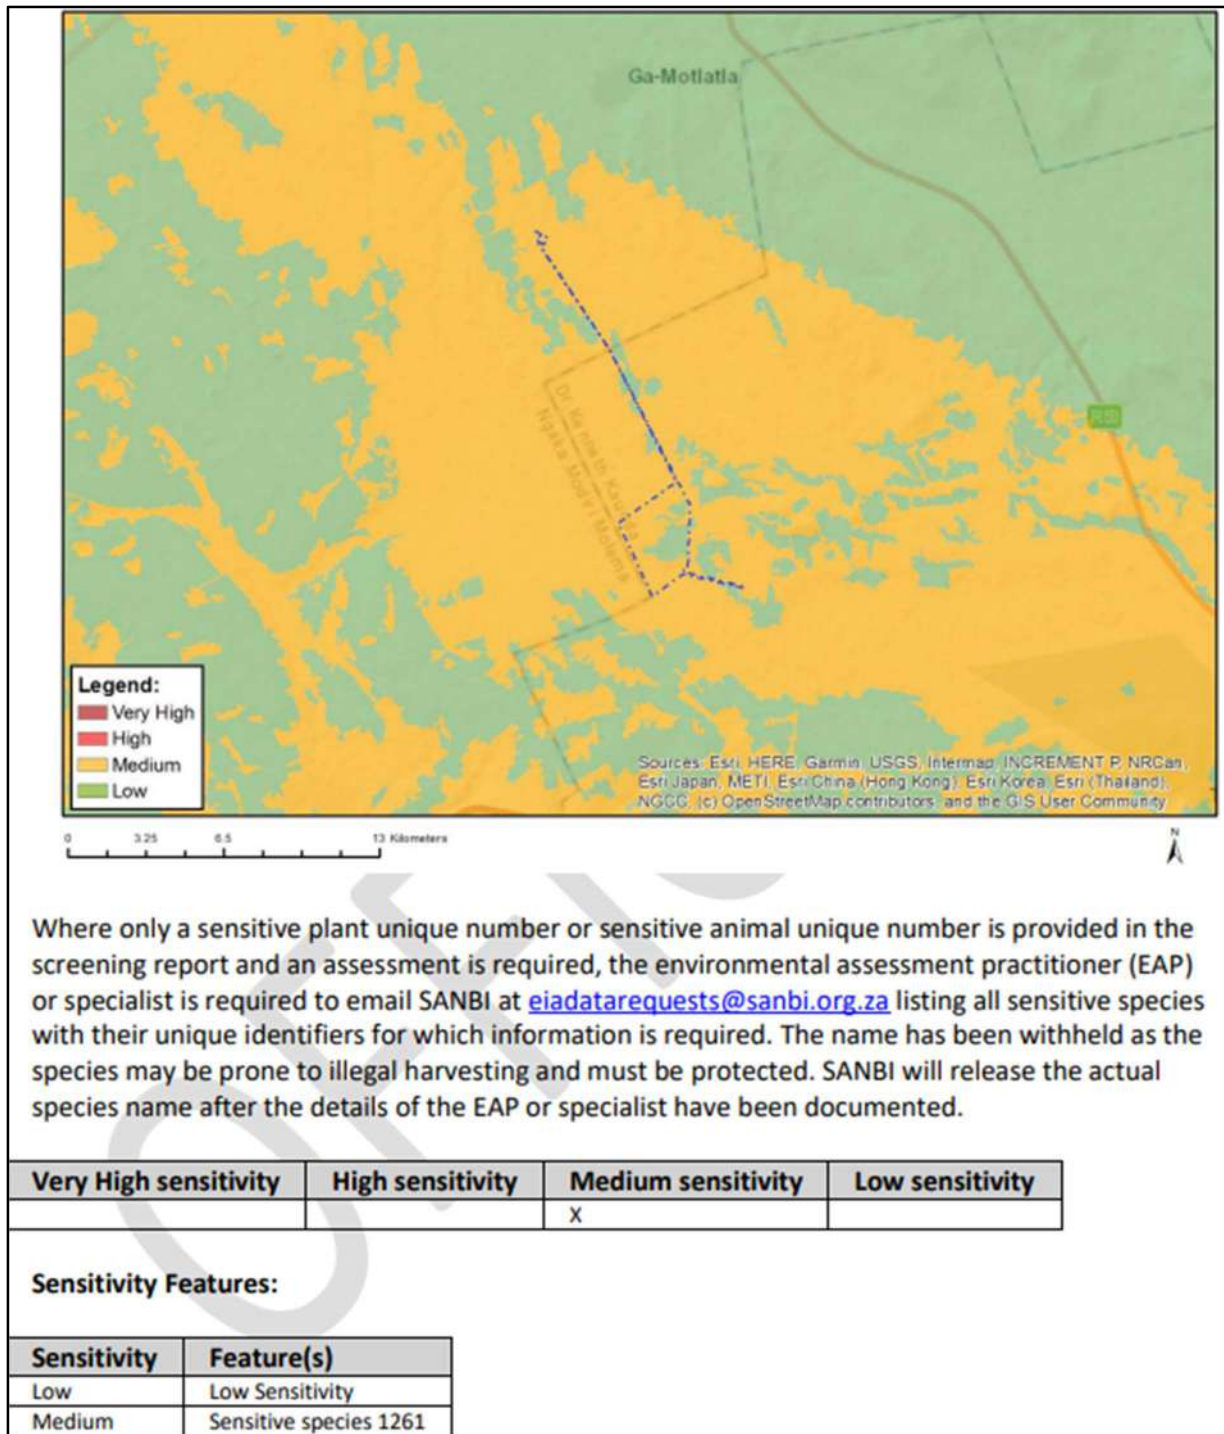 Ga-Motlatla
Dr Kenneth Kaunda
Ngaka Modiri Molema
Legend:
Very High
High
Medium
Low
Sources: Esri, HERE, Garmin, USGS, Intermap, INCREMENT P, NRCan,
Esri Japan, METI, Esri China (Hong Kong), Esri Korea, Esri (Thailand),
NGCC, (c) OpenStreetMap contributors, and the GIS User Community
0 3.25 6.5 13 Kilometers
N
Where only a sensitive plant unique number or sensitive animal unique number is provided in the
screening report and an assessment is required, the environmental assessment practitioner (EAP)
or specialist is required to email SANBI at eiadatarequests@sanbi.org.za listing all sensitive species
with their unique identifiers for which information is required. The name has been withheld as the
species may be prone to illegal harvesting and must be protected. SANBI will release the actual
species name after the details of the EAP or specialist have been documented.
Very High sensitivity High sensitivity Medium sensitivity Low sensitivity
X
Sensitivity Features:
Sensitivity Feature(s)
Low Low Sensitivity
Medium Sensitive species 1261